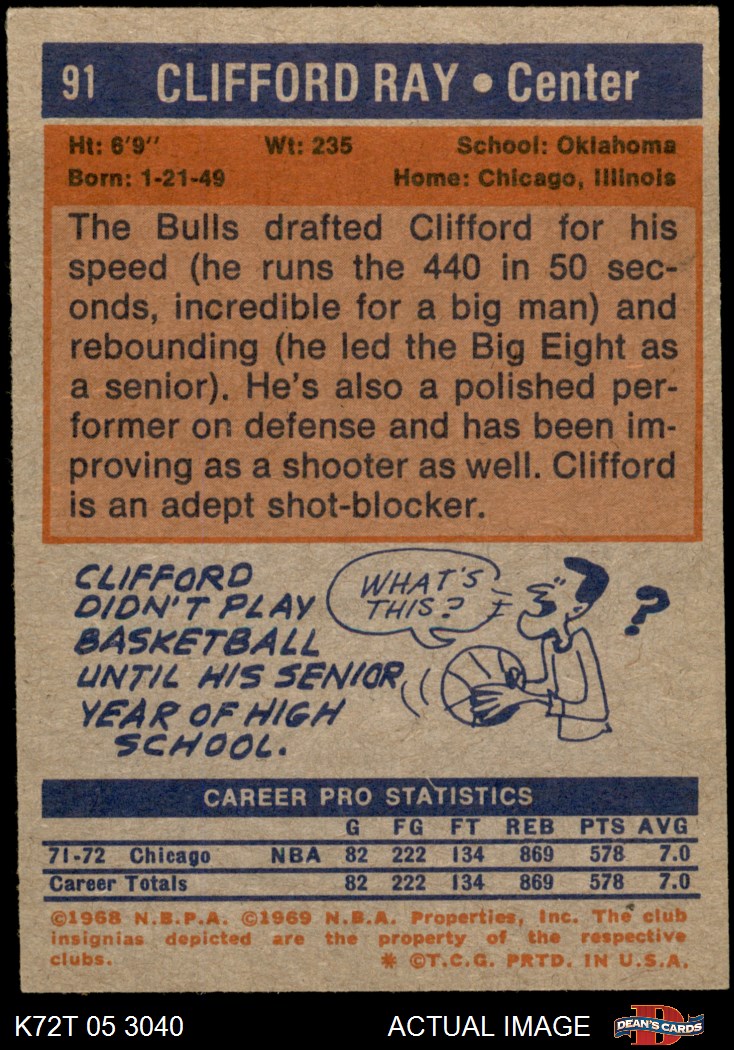 91 CLIFFORD RAY • Center
Ht: 6'9" Wt: 235 School: Oklahoma
Born: 1-21-49 Home: Chicago, Illinois
The Bulls drafted Clifford for his
speed (he runs the 440 in 50 sec-
onds, incredible for a big man) and
rebounding (he led the Big Eight as
a senior). He's also a polished per-
former on defense and has been im-
proving as a shooter as well. Clifford
is an adept shot-blocker.
CLIFFORD
DIDN'T PLAY
BASKETBALL
UNTIL HIS SENIOR
YEAR OF HIGH
SCHOOL.
WHAT'S
THIS?
?
CAREER PRO STATISTICS
G FG FT REB PTS AVG
71-72 Chicago NBA 82 222 134 869 578 7.0
Career Totals 82 222 134 869 578 7.0
©1968 N.B.P.A. ©1969 N.B.A. Properties, Inc. The club
insignias depicted are the property of the respective
clubs. * ©T.C.G. PRTD. IN U.S.A.
K72T 05 3040 ACTUAL IMAGE
D
DEAN'S CARDS